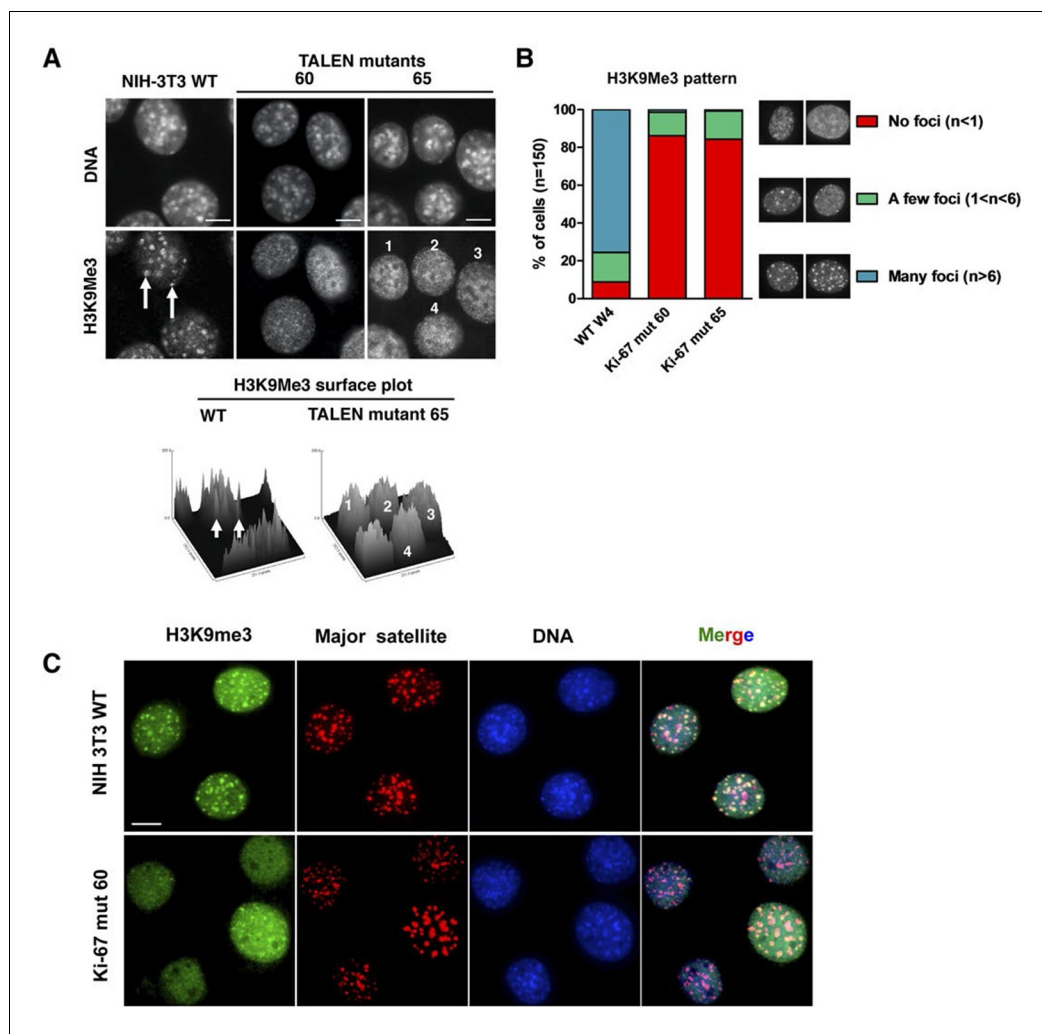 A
TALEN mutants
NIH-3T3 WT
60
65
DNA
H3K9Me3
1
2
3
4
H3K9Me3 surface plot
WT
TALEN mutant 65
1
2
3
4
B
H3K9Me3 pattern
% of cells (n=150)
100
80
60
40
20
0
WT W4
Ki-67 mut 60
Ki-67 mut 65
No foci (n<1)
A few foci (1<n<6)
Many foci (n>6)
C
H3K9me3
Major satellite
DNA
Merge
NIH 3T3 WT
Ki-67 mut 60